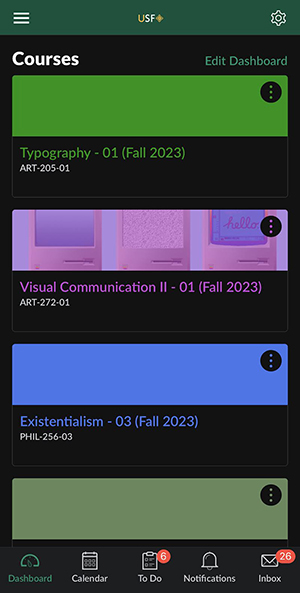 USF
Courses
Edit Dashboard
Typography - 01 (Fall 2023)
ART-205-01
hello
Visual Communication II - 01 (Fall 2023)
ART-272-01
Existentialism - 03 (Fall 2023)
PHIL-256-03
6
26
Dashboard
Calendar
To Do
Notifications
Inbox